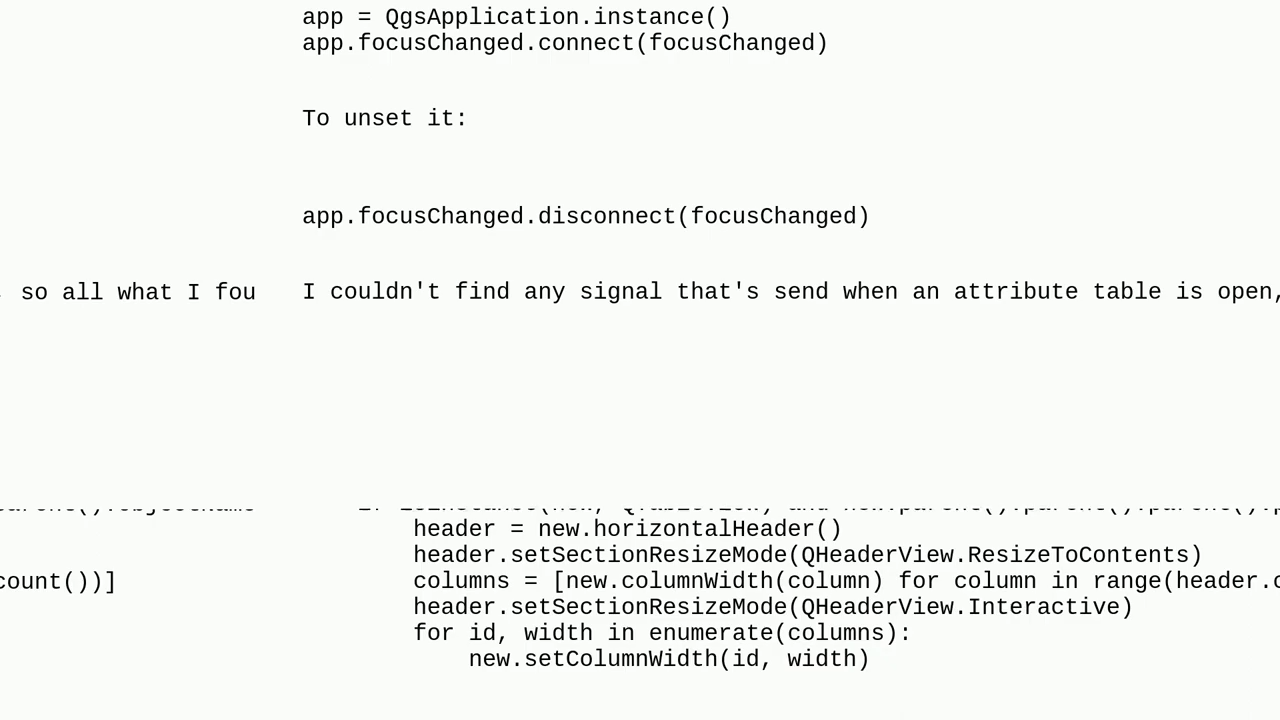 app = QgsApplication.instance()
app.focusChanged.connect(focusChanged)
To unset it:
app.focusChanged.disconnect(focusChanged)
so all what I fou I couldn't find any signal that's send when an attribute table is open,
header = new.horizontalHeader()
header.setSectionResizeMode(QHeaderView.ResizeToContents)
count())] columns = [new.columnWidth(column) for column in range(header.c
header.setSectionResizeMode(QHeaderView.Interactive)
for id, width in enumerate(columns):
new.setColumnWidth(id, width)